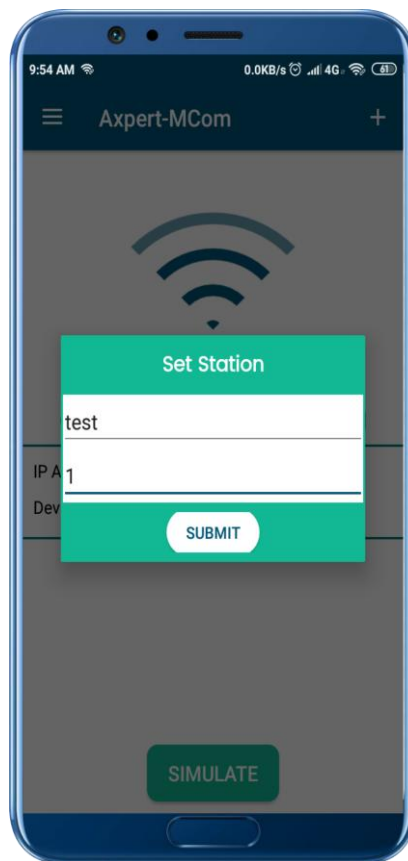 9:54 AM 0.0KB/s 4G 61
Axpert-MCom +
Set Station
test
IP A
1
Dev
SUBMIT
SIMULATE